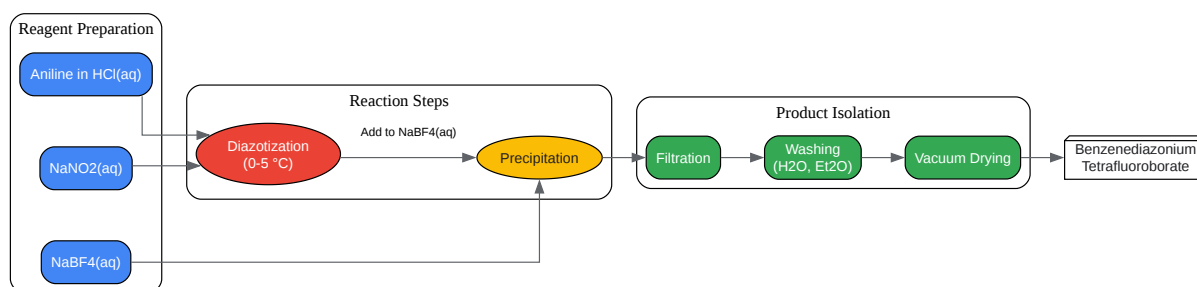 Reagent Preparation
Aniline in HCl(aq)
NaNO2(aq)
NaBF4(aq)
Reaction Steps
Diazotization
(0-5 °C)
Add to NaBF4(aq)
Precipitation
Product Isolation
Filtration
Washing
(H2O, Et2O)
Vacuum Drying
Benzenediazonium
Tetrafluoroborate